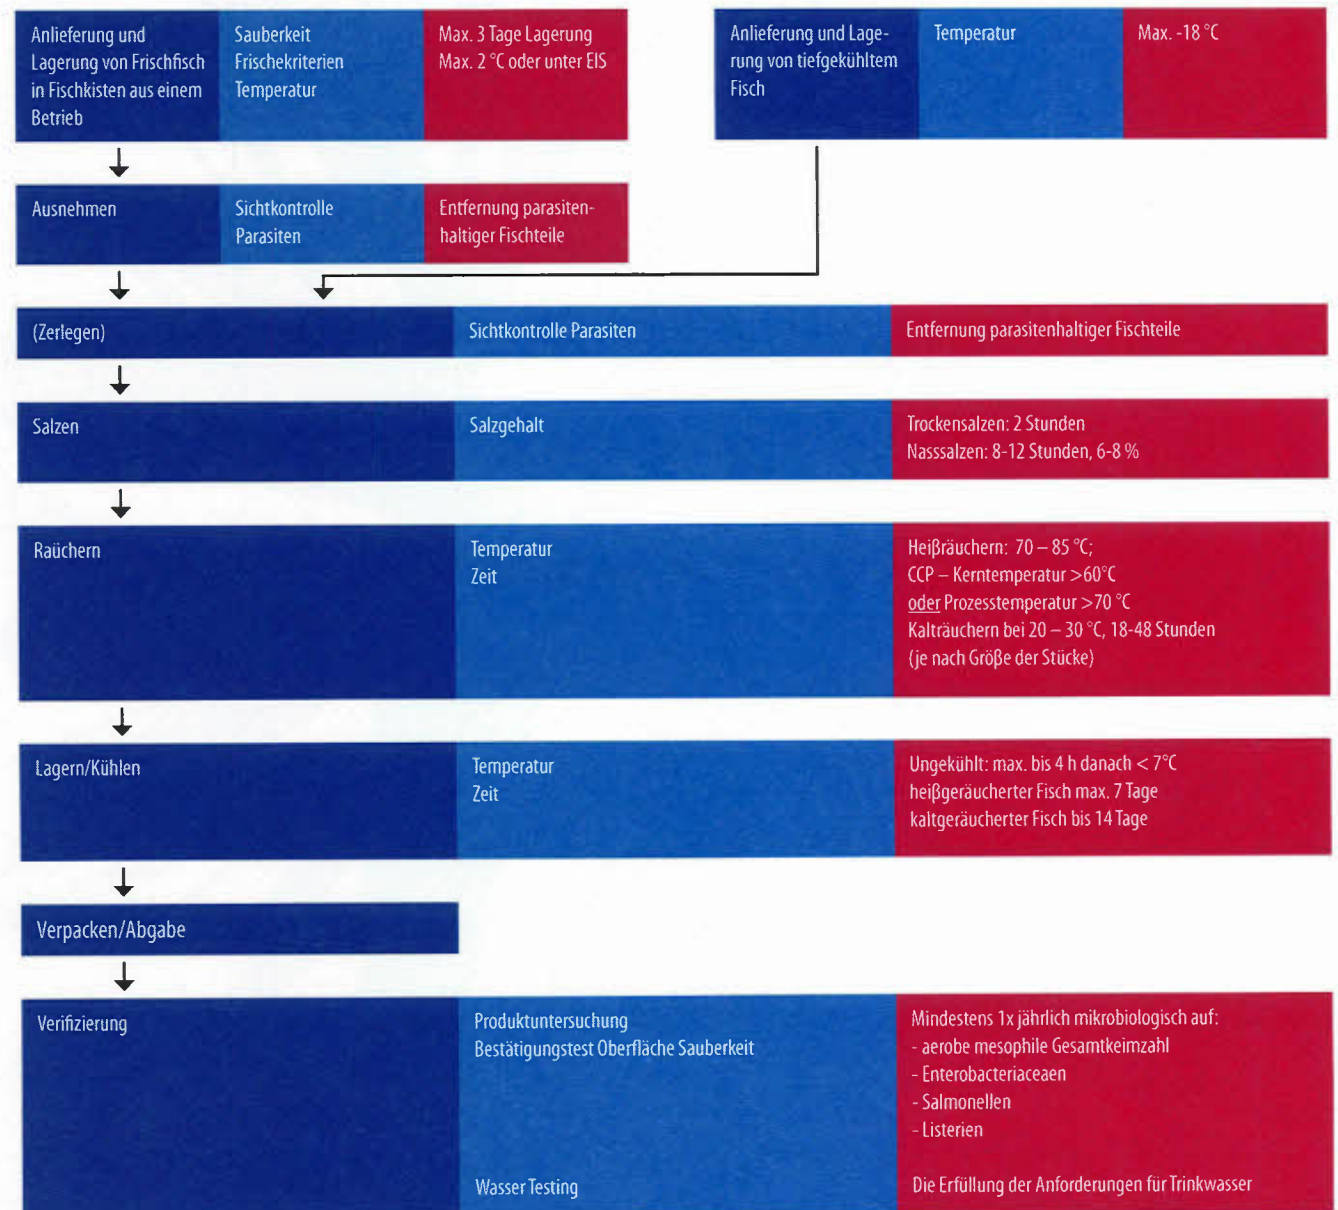 Anlieferung und
Lagerung von Frischfisch
in Fischkisten aus einem
Betrieb
Sauberkeit
Frischekriterien
Temperatur
Max. 3 Tage Lagerung
Max. 2 °C oder unter EIS
Anlieferung und Lage-
rung von tiefgekühltem
Fisch
Temperatur
Max. -18 °C
Ausnehmen
Sichtkontrolle
Parasiten
Entfernung parasiten-
haltiger Fischteile
(Zerlegen)
Sichtkontrolle Parasiten
Entfernung parasitenhaltiger Fischteile
Salzen
Salzgehalt
Trockensalzen: 2 Stunden
Nasssalzen: 8-12 Stunden, 6-8 %
Raüchern
Temperatur
Zeit
Heißräuchern: 70 – 85 °C;
CCP – Kerntemperatur >60°C
oder Prozesstemperatur >70 °C
Kalträuchern bei 20 – 30 °C, 18-48 Stunden
(je nach Größe der Stücke)
Lagern/Kühlen
Temperatur
Zeit
Ungekühlt: max. bis 4 h danach < 7°C
heißgeräucherter Fisch max. 7 Tage
kaltgeräucherter Fisch bis 14 Tage
Verpacken/Abgabe
Verifizierung
Produktuntersuchung
Bestätigungstest Oberfläche Sauberkeit
Mindestens 1x jährlich mikrobiologisch auf:
- aerobe mesophile Gesamtkeimzahl
- Enterobacteriaceaen
- Salmonellen
- Listerien
Wasser Testing
Die Erfüllung der Anforderungen für Trinkwasser